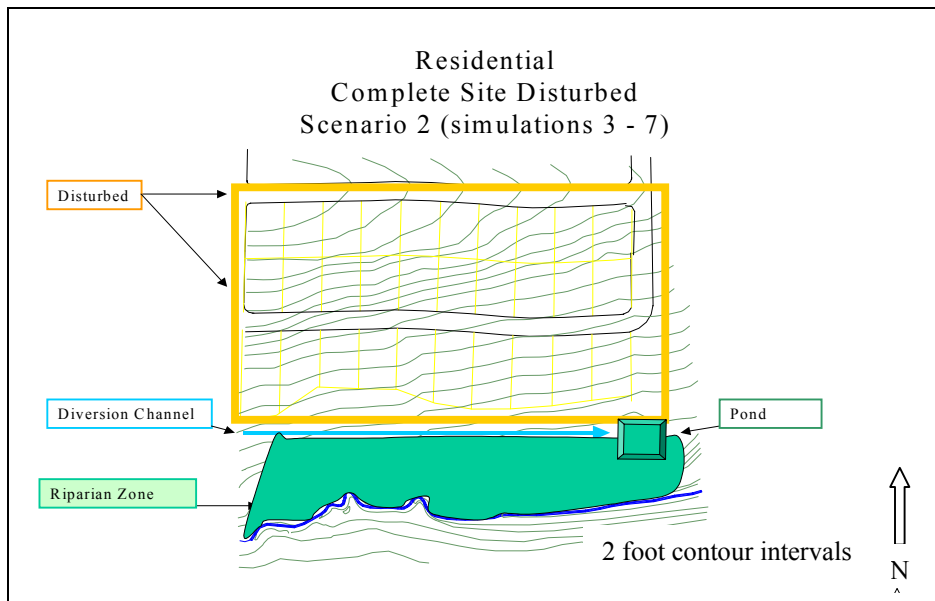 Residential
Complete Site Disturbed
Scenario 2 (simulations 3 - 7)
Disturbed
Diversion Channel
Pond
Riparian Zone
2 foot contour intervals
N